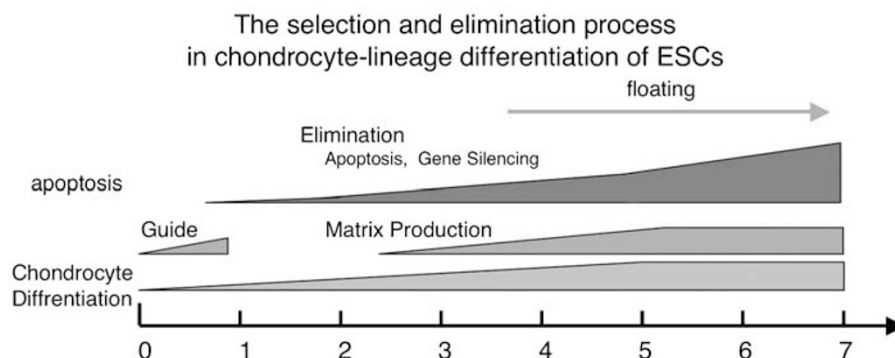 The selection and elimination process
in chondrocyte-lineage differentiation of ESCs
floating
Elimination
Apoptosis, Gene Silencing
apoptosis
Guide
Matrix Production
Chondrocyte
Diffrentiation
0 1 2 3 4 5 6 7